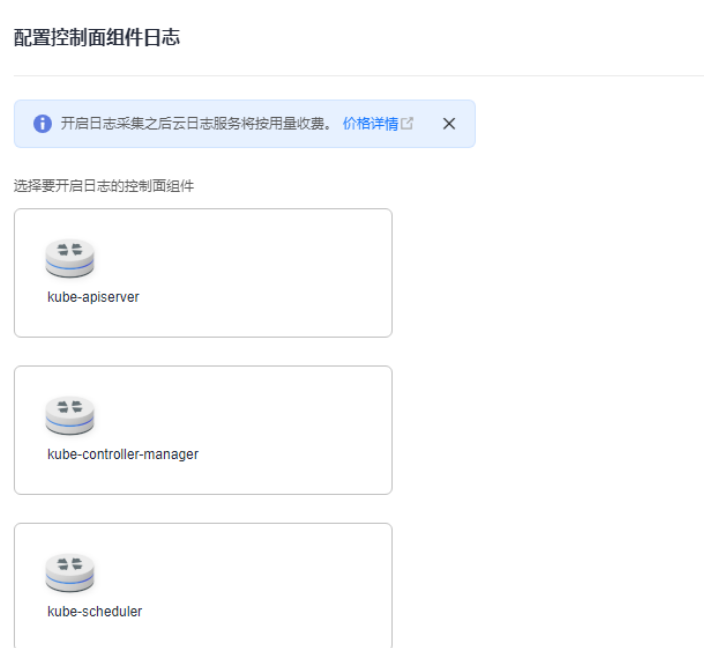 配置控制面组件日志
开启日志采集之后云日志服务将按用量收费。 价格详情
选择要开启日志的控制面组件
kube-apiserver
kube-controller-manager
kube-scheduler